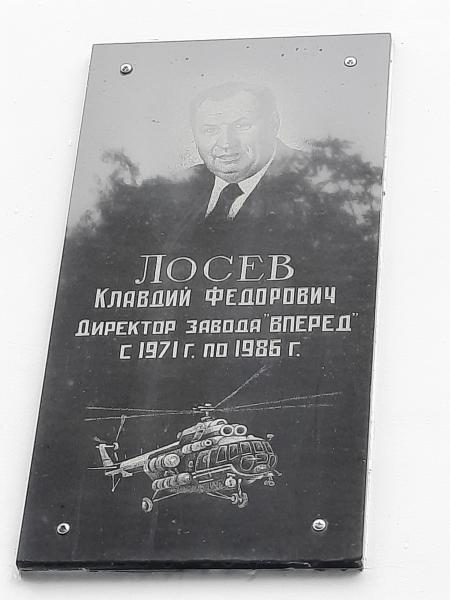 ЛОСЕВ
КЛАВДИЙ ФЕДОРОВИЧ
ДИРЕКТОР ЗАВОДА "ВПЕРЕД"
С 1971 г. ПО 1986 г.